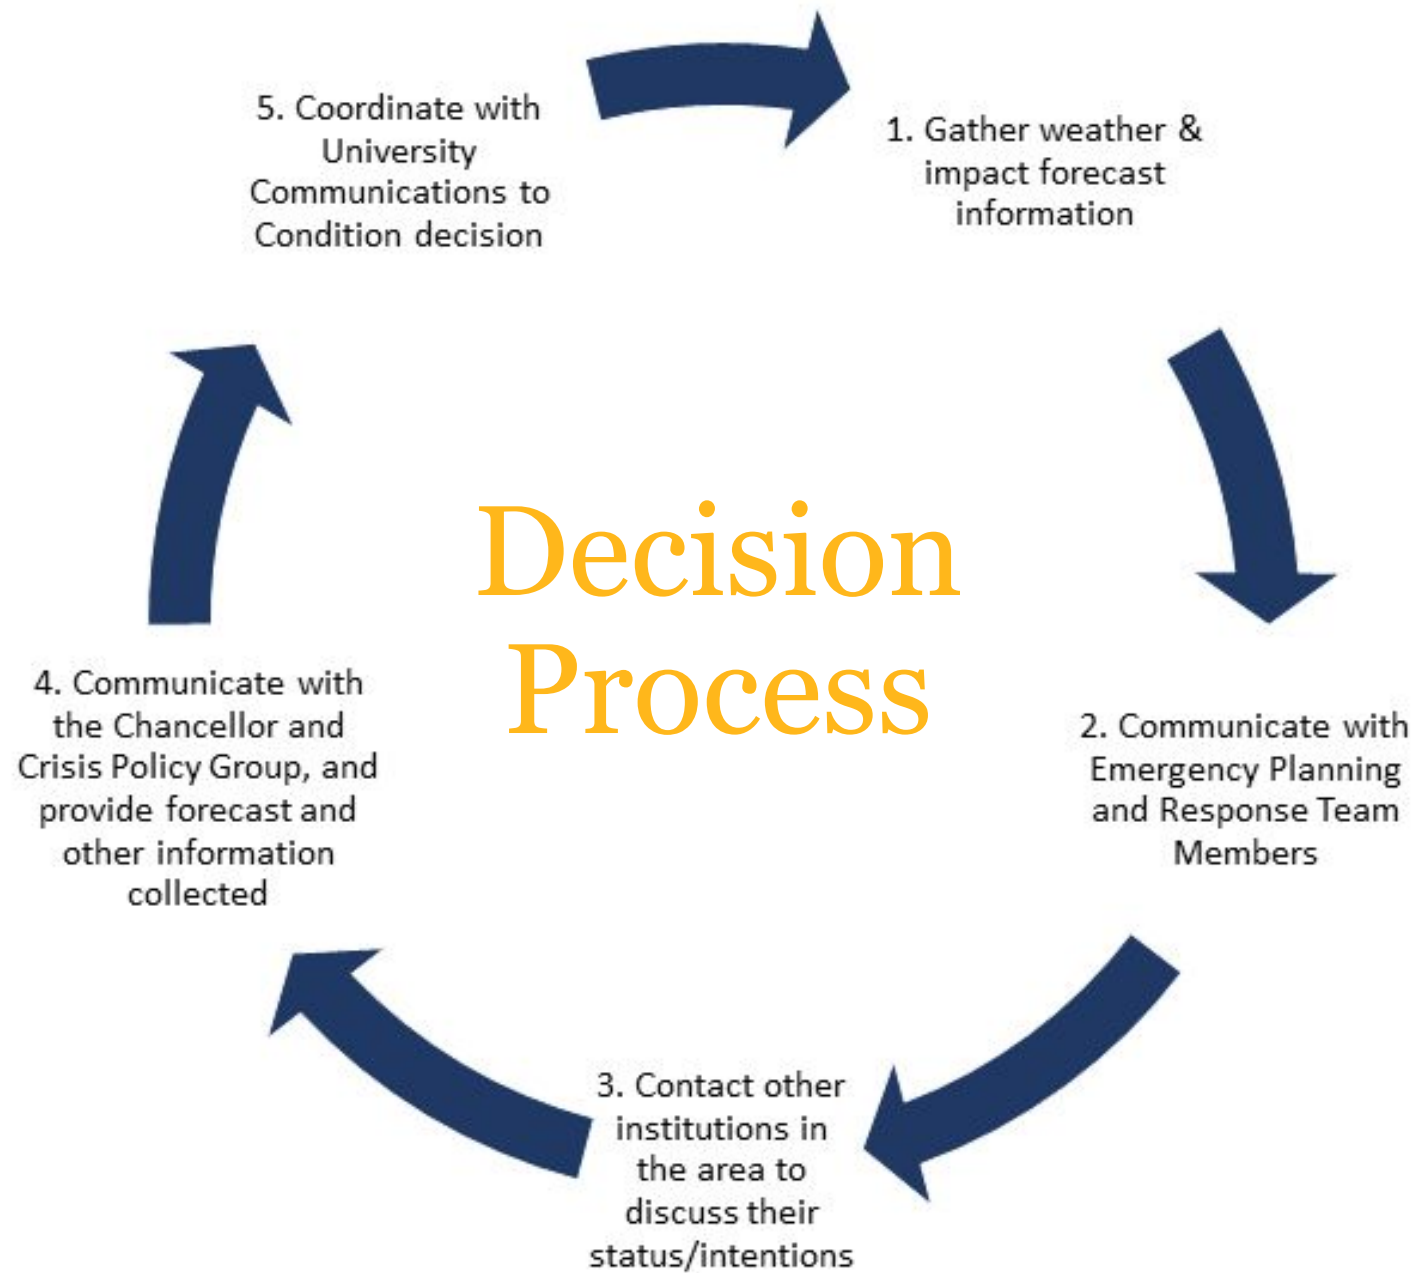 Decision
Process
1. Gather weather &
impact forecast
information
2. Communicate with
Emergency Planning
and Response Team
Members
3. Contact other
institutions in
the area to
discuss their
status/intentions
4. Communicate with
the Chancellor and
Crisis Policy Group, and
provide forecast and
other information
collected
5. Coordinate with
University
Communications to
Condition decision